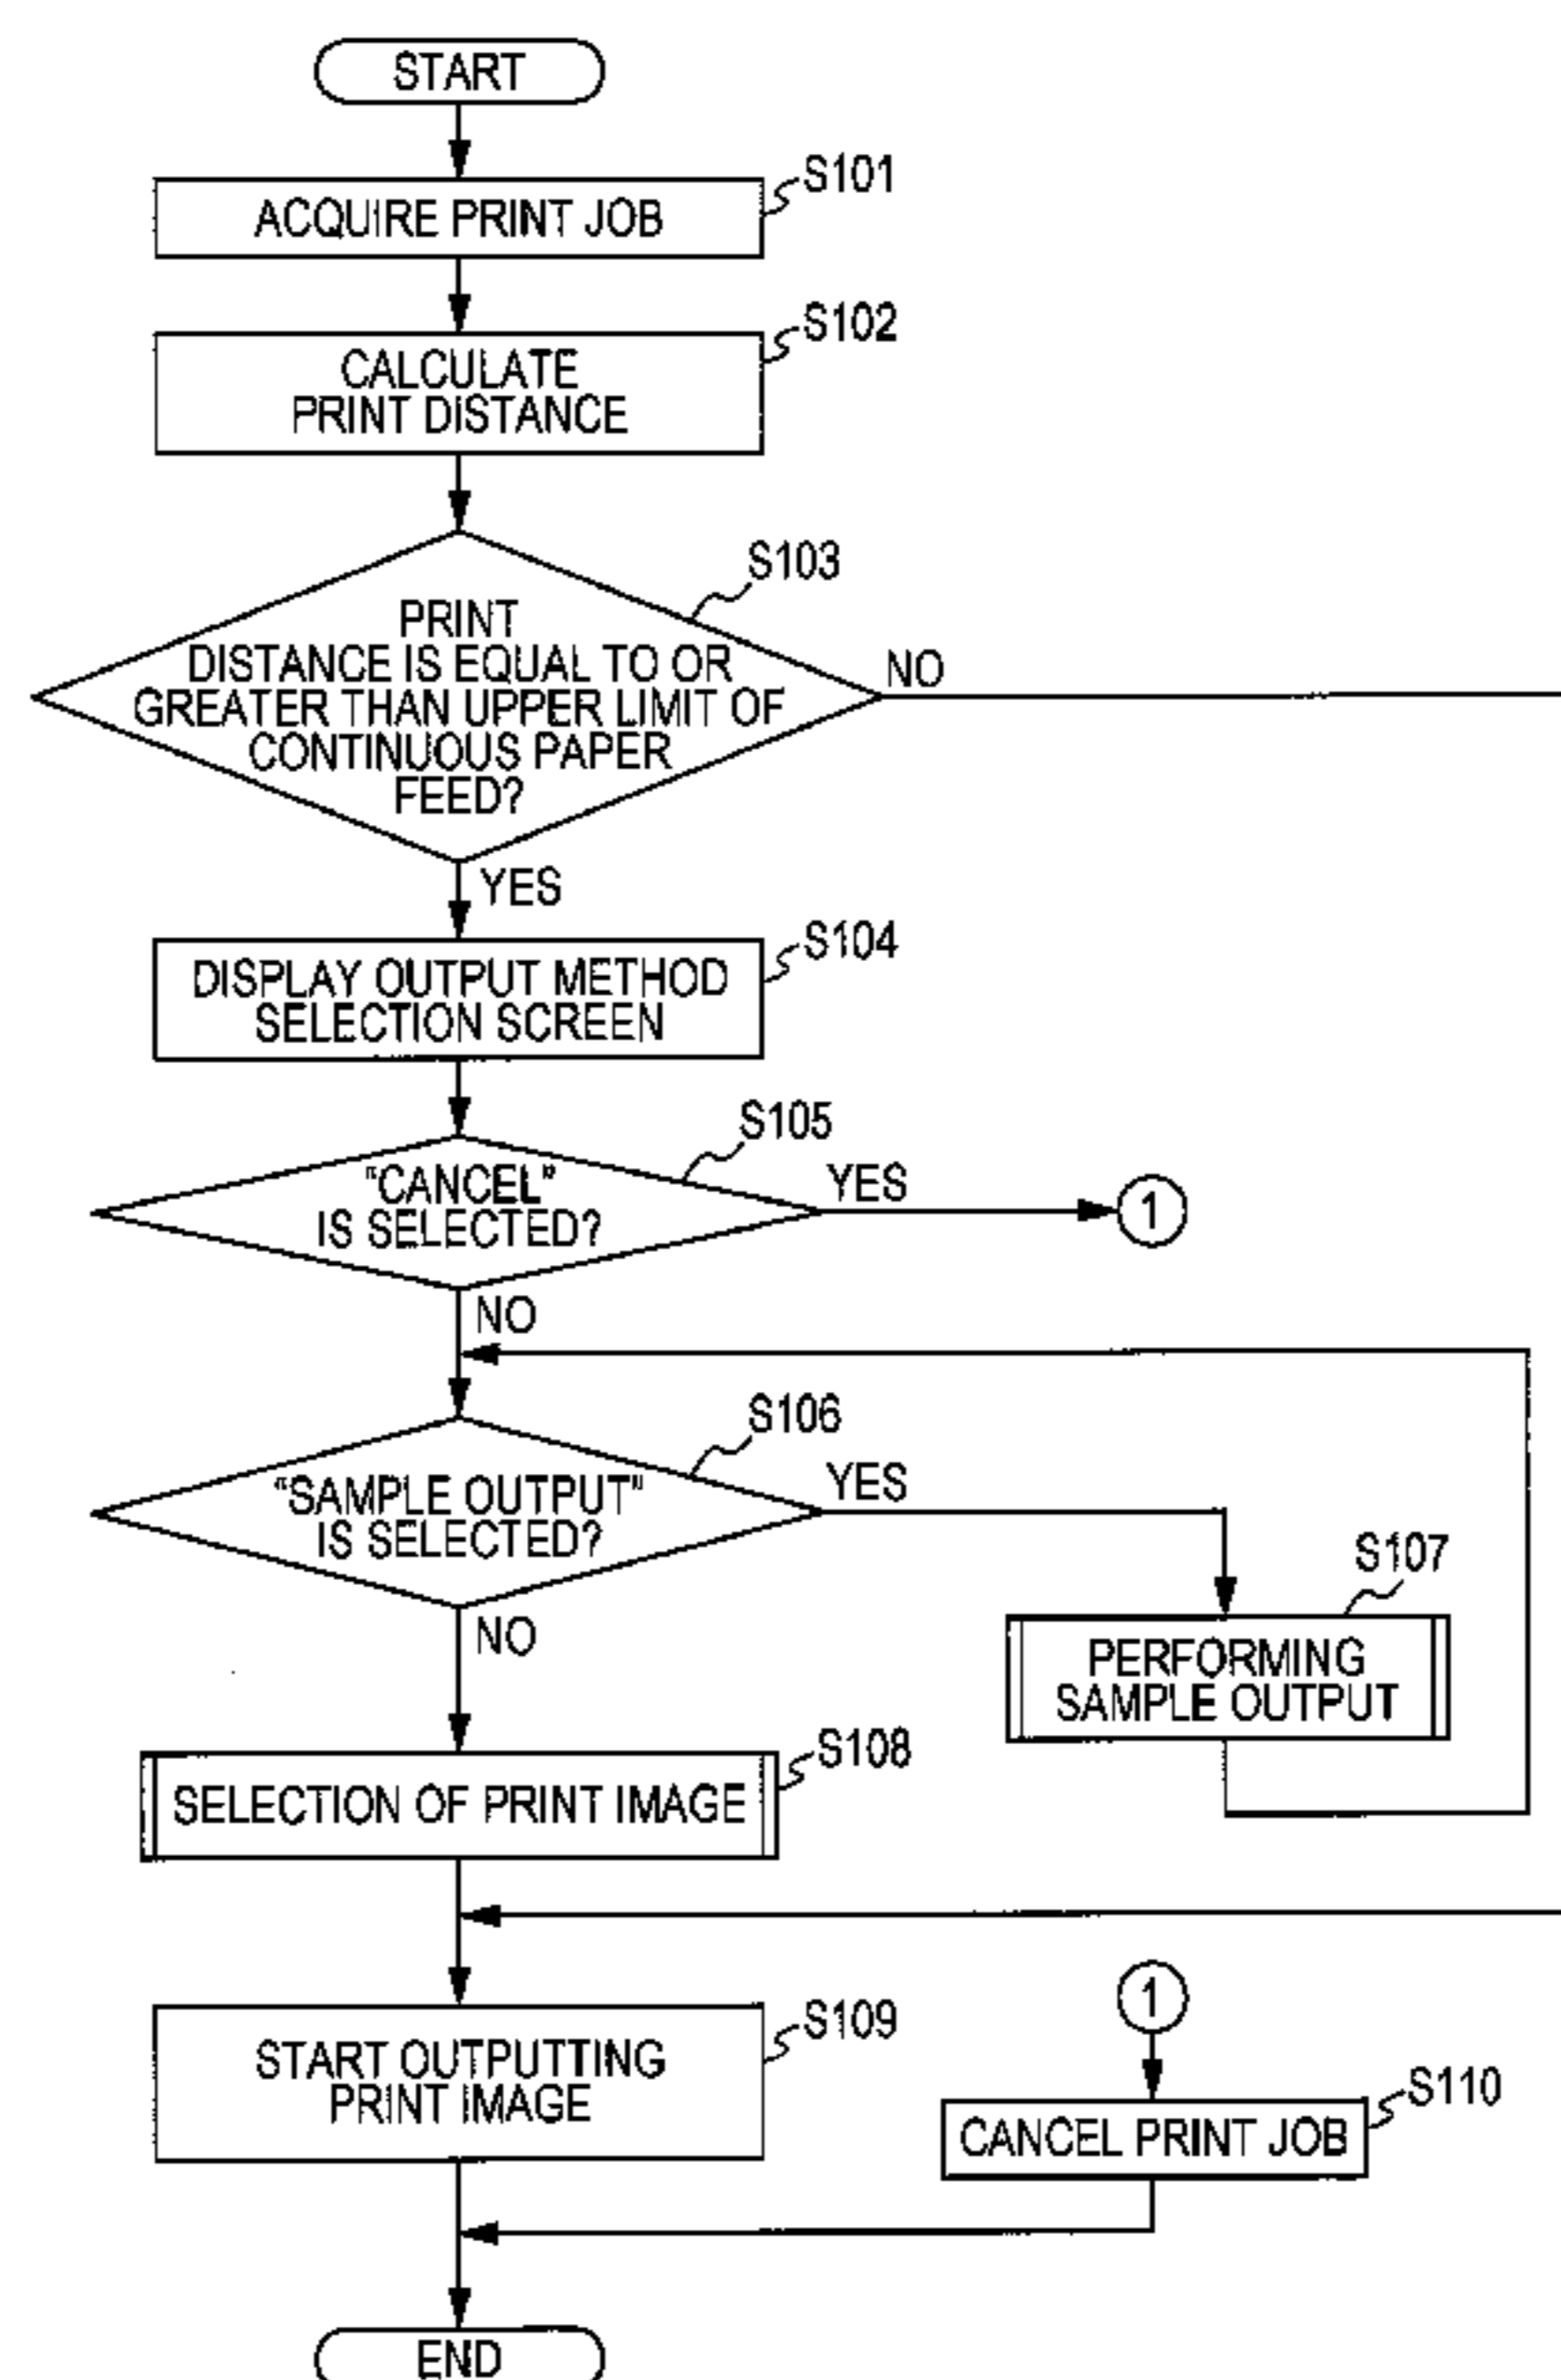 START
S101
ACQUIRE PRINT JOB
S102
CALCULATE
PRINT DISTANCE
S103
PRINT
DISTANCE IS EQUAL TO OR
GREATER THAN UPPER LIMIT OF
CONTINUOUS PAPER
FEED?
NO
YES
S104
DISPLAY OUTPUT METHOD
SELECTION SCREEN
S105
"CANCEL"
IS SELECTED?
YES
1
NO
S106
"SAMPLE OUTPUT"
IS SELECTED?
YES
S107
PERFORMING
SAMPLE OUTPUT
NO
S108
SELECTION OF PRINT IMAGE
S109
START OUTPUTTING
PRINT IMAGE
1
S110
CANCEL PRINT JOB
END